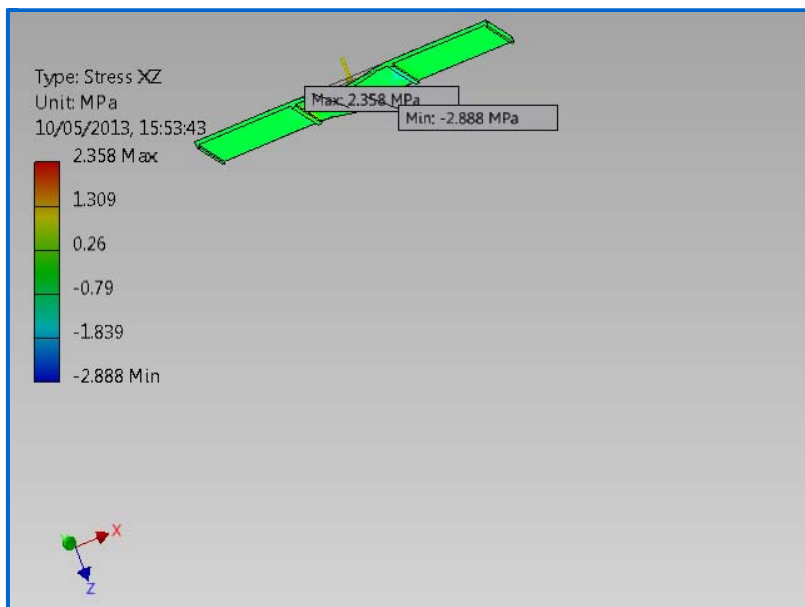 Type: Stress XZ
Unit: MPa
10/05/2013, 15:53:43
2.358 Max
1.309
0.26
-0.79
-1.839
-2.888 Min
Max: 2.358 MPa
Min: -2.888 MPa
X
Z